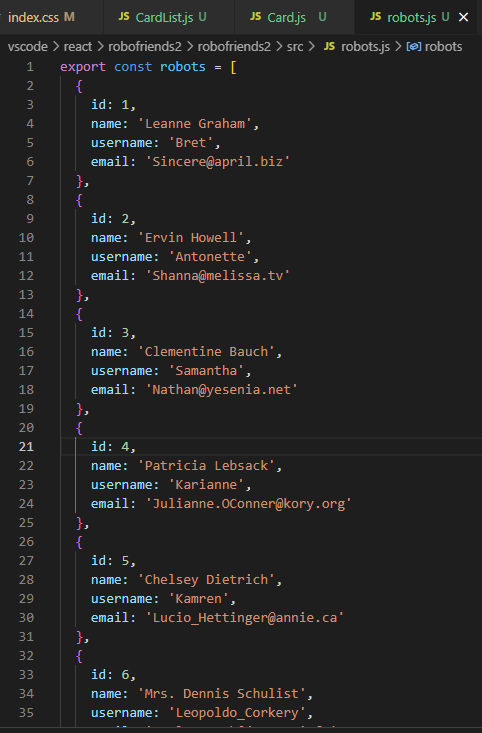 index.css M JS CardList.js U JS Card.js U JS robots.js U
vscode > react > robofriends2 > robofriends2 > src > JS robots.js > robots
1 export const robots = [
2 {
3 id: 1,
4 name: 'Leanne Graham',
5 username: 'Bret',
6 email: 'Sincere@april.biz'
7 },
8 {
9 id: 2,
10 name: 'Ervin Howell',
11 username: 'Antonette',
12 email: 'Shanna@melissa.tv'
13 },
14 {
15 id: 3,
16 name: 'Clementine Bauch',
17 username: 'Samantha',
18 email: 'Nathan@yesenia.net'
19 },
20 {
21 id: 4,
22 name: 'Patricia Lebsack',
23 username: 'Karianne',
24 email: 'Julianne.OConner@kory.org'
25 },
26 {
27 id: 5,
28 name: 'Chelsey Dietrich',
29 username: 'Kamren',
30 email: 'Lucio_Hettinger@annie.ca'
31 },
32 {
33 id: 6,
34 name: 'Mrs. Dennis Schulist',
35 username: 'Leopoldo_Corkery',